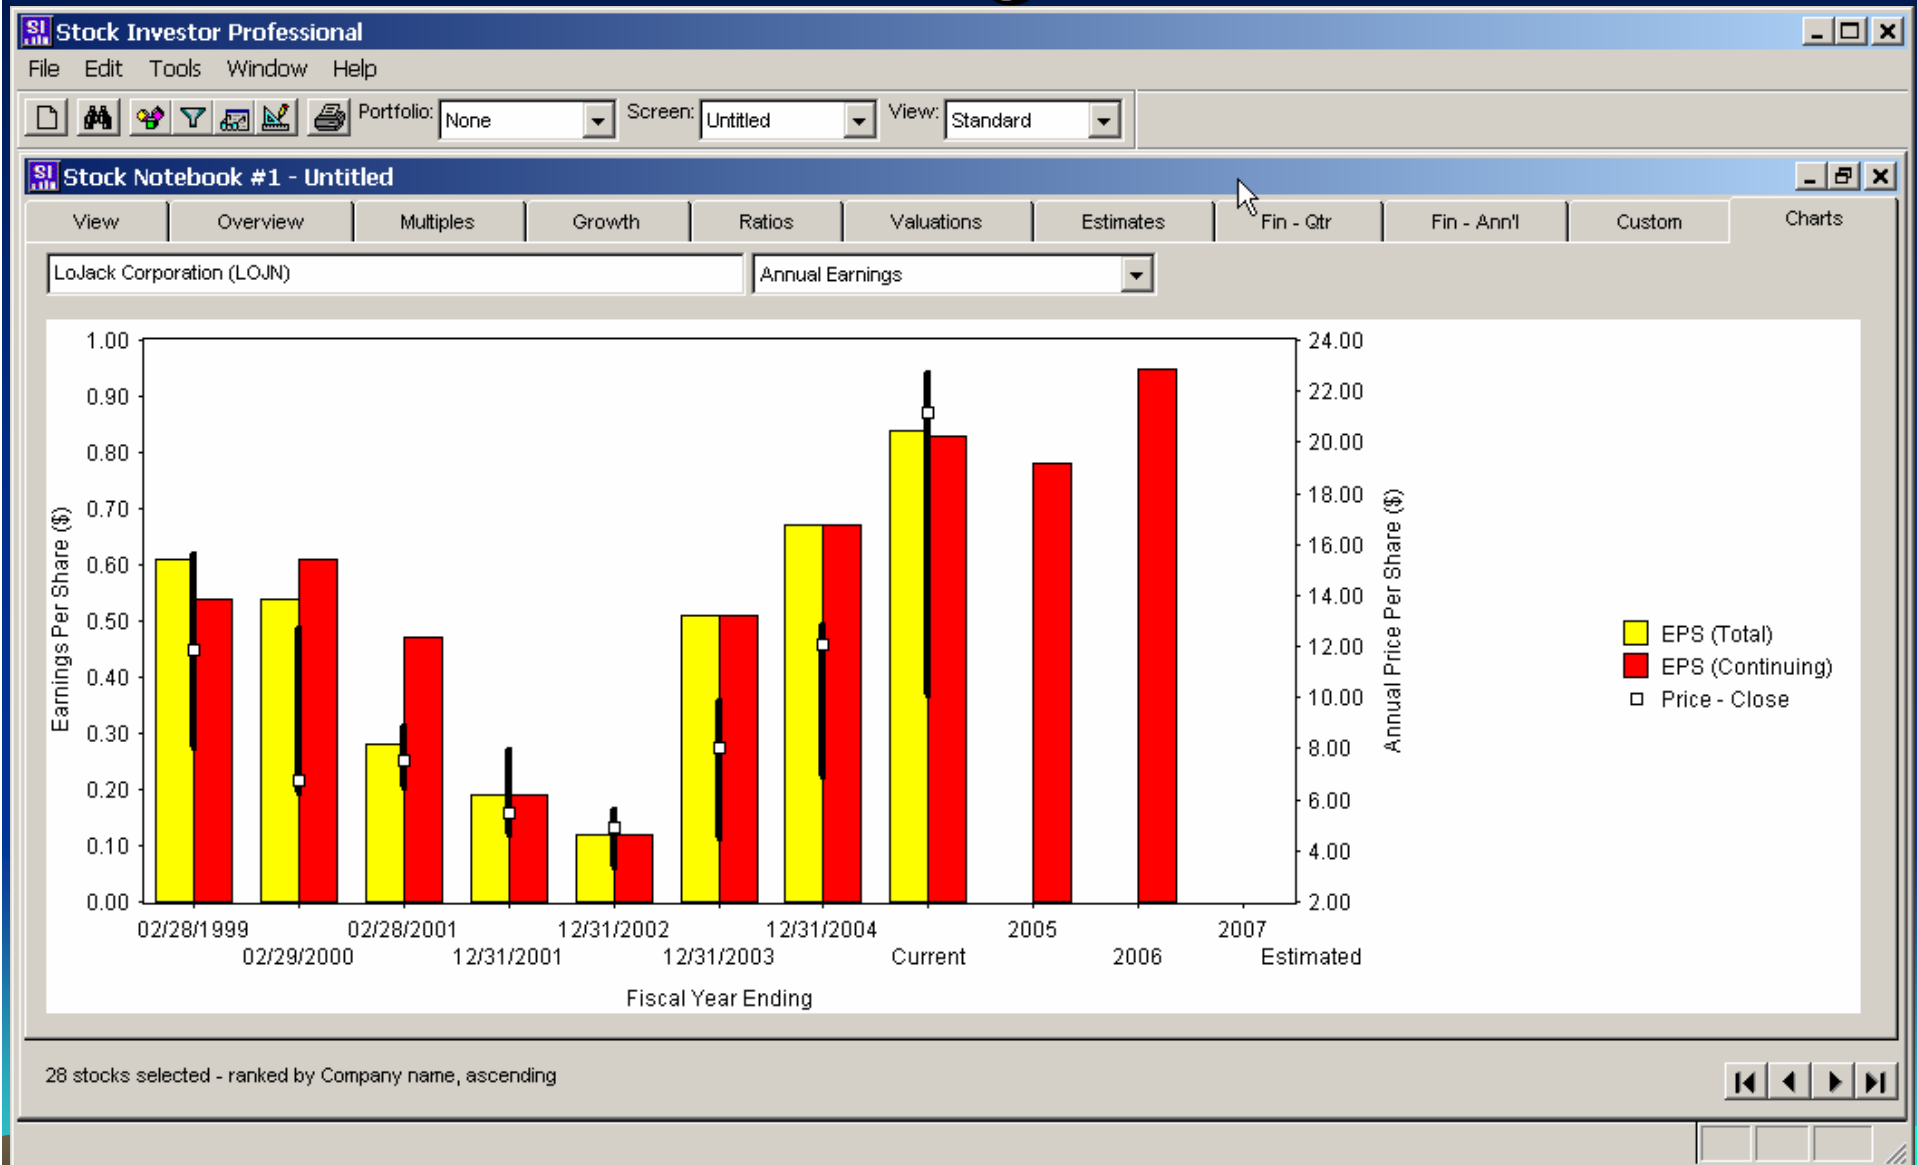 SI Stock Investor Professional
File Edit Tools Window Help
Portfolio: None Screen: Untitled View: Standard
SI Stock Notebook #1 - Untitled
View Overview Multiples Growth Ratios Valuations Estimates Fin - Qtr Fin - Ann'l Custom Charts
LoJack Corporation (LOJN) Annual Earnings
Earnings Per Share ($)
1.00
0.90
0.80
0.70
0.60
0.50
0.40
0.30
0.20
0.10
0.00
24.00
22.00
20.00
18.00
16.00
14.00
12.00
10.00
8.00
6.00
4.00
2.00
Annual Price Per Share ($)
EPS (Total)
EPS (Continuing)
Price - Close
02/28/1999 02/28/2001 12/31/2002 12/31/2004 2005 2007
02/29/2000 12/31/2001 12/31/2003 Current 2006 Estimated
Fiscal Year Ending
28 stocks selected - ranked by Company name, ascending